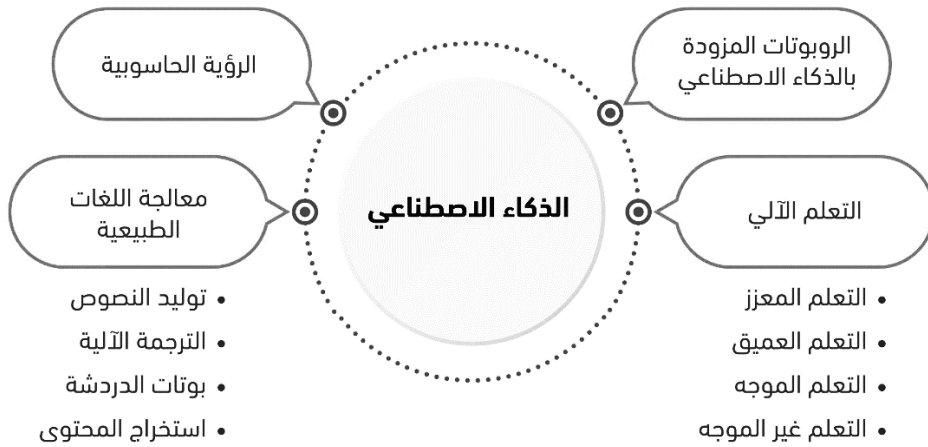 الروبوتات المزودة
بالذكاء الاصطناعي
الرؤية الحاسوبية
الذكاء الاصطناعي
التعلم الآلي
• التعلم المعزز
• التعلم العميق
• التعلم الموجه
• التعلم غير الموجه
معالجة اللغات
الطبيعية
• توليد النصوص
• الترجمة الآلية
• بوتات الدردشة
• استخراج المحتوى